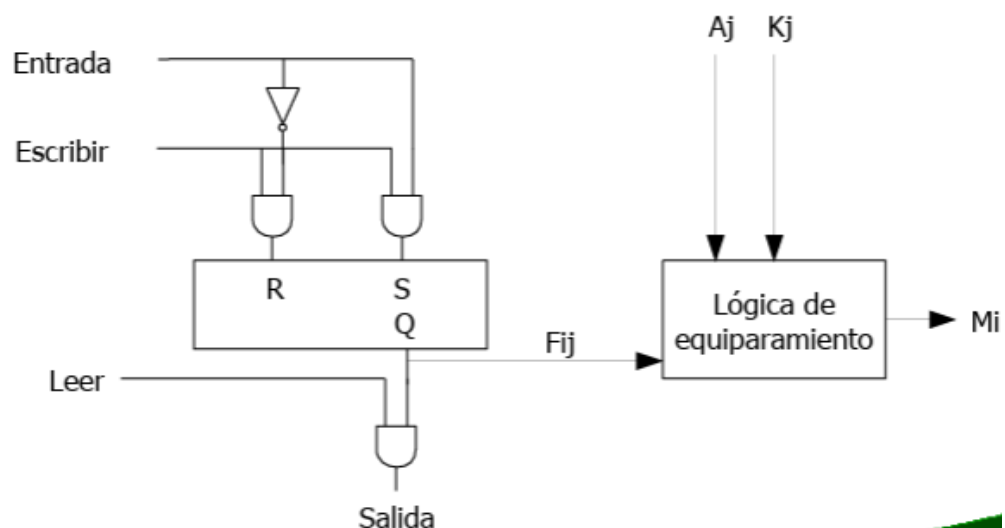 Aj Kj
Entrada
Escribir
R S
Q
Lógica de
equiparamiento
Fij
Mi
Leer
Salida